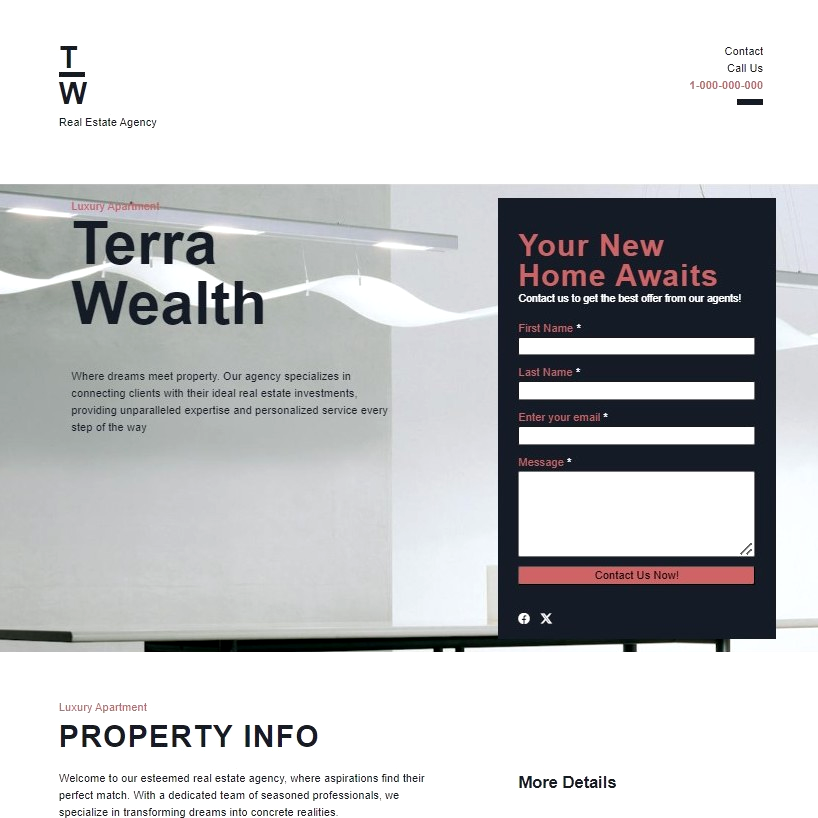 T
W
Real Estate Agency
Contact
Call Us
1-000-000-000
Luxury Apartment
Terra
Wealth
Where dreams meet property. Our agency specializes in
connecting clients with their ideal real estate investments,
providing unparalleled expertise and personalized service every
step of the way
Your New
Home Awaits
Contact us to get the best offer from our agents!
First Name *
Last Name *
Enter your email *
Message *
Contact Us Now!
Luxury Apartment
PROPERTY INFO
Welcome to our esteemed real estate agency, where aspirations find their
perfect match. With a dedicated team of seasoned professionals, we
specialize in transforming dreams into concrete realities.
More Details